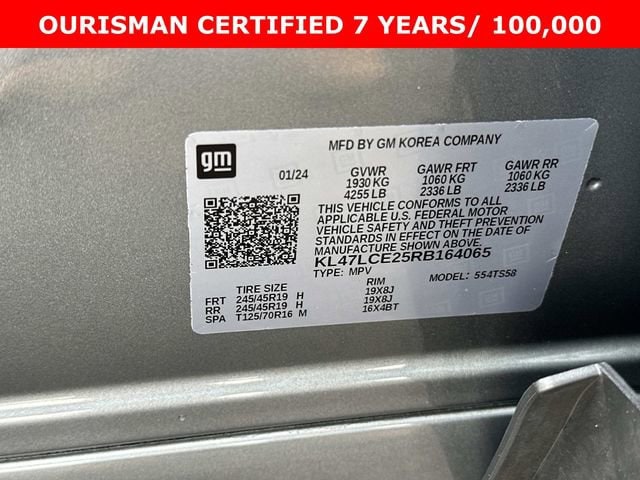 OURISMAN CERTIFIED 7 YEARS/ 100,000
gm
MFD BY GM KOREA COMPANY
01/24 GVWR GAWR FRT GAWR RR
1930 KG 1060 KG 1060 KG
4255 LB 2336 LB 2336 LB
THIS VEHICLE CONFORMS TO ALL
APPLICABLE U.S. FEDERAL MOTOR
VEHICLE SAFETY AND THEFT PREVENTION
STANDARDS IN EFFECT ON THE DATE OF
MANUFACTURE SHOWN ABOVE.
KL47LCE25RB164065
TYPE: MPV MODEL: 554TS58
TIRE SIZE RIM
FRT 245/45R19 H 19X8J
RR 245/45R19 H 19X8J
SPA T125/70R16 M 16X4BT